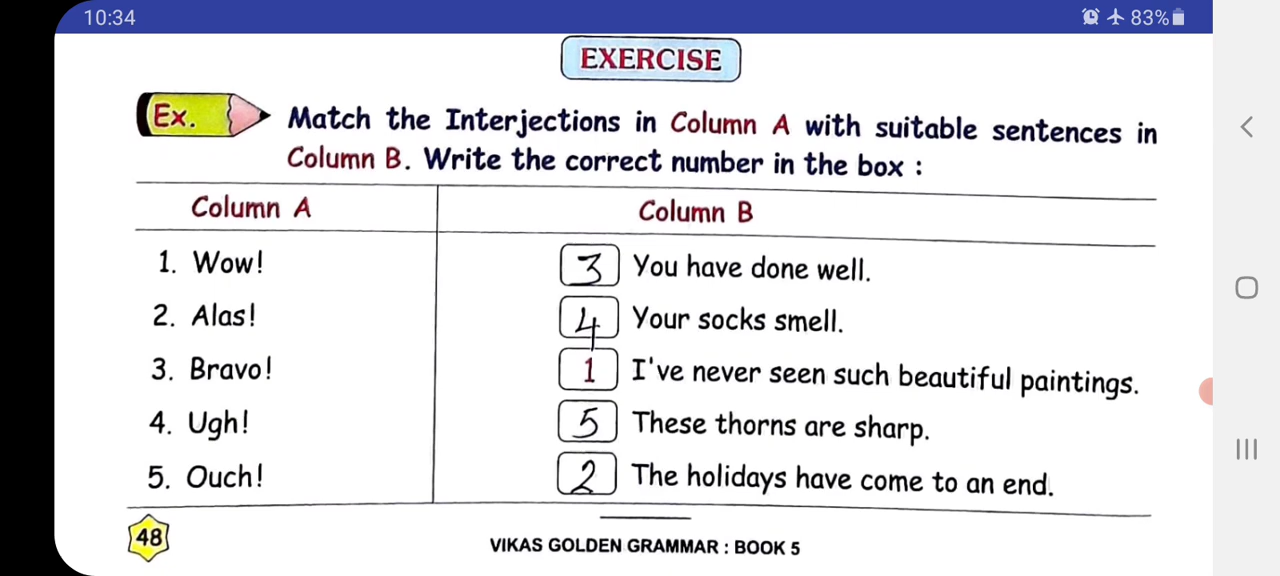 10:34
83%
EXERCISE
Ex. Match the Interjections in Column A with suitable sentences in
Column B. Write the correct number in the box :
Column A Column B
1. Wow! 3 You have done well.
2. Alas! 4 Your socks smell.
3. Bravo! 1 I've never seen such beautiful paintings.
4. Ugh! 5 These thorns are sharp.
5. Ouch! 2 The holidays have come to an end.
48
VIKAS GOLDEN GRAMMAR : BOOK 5